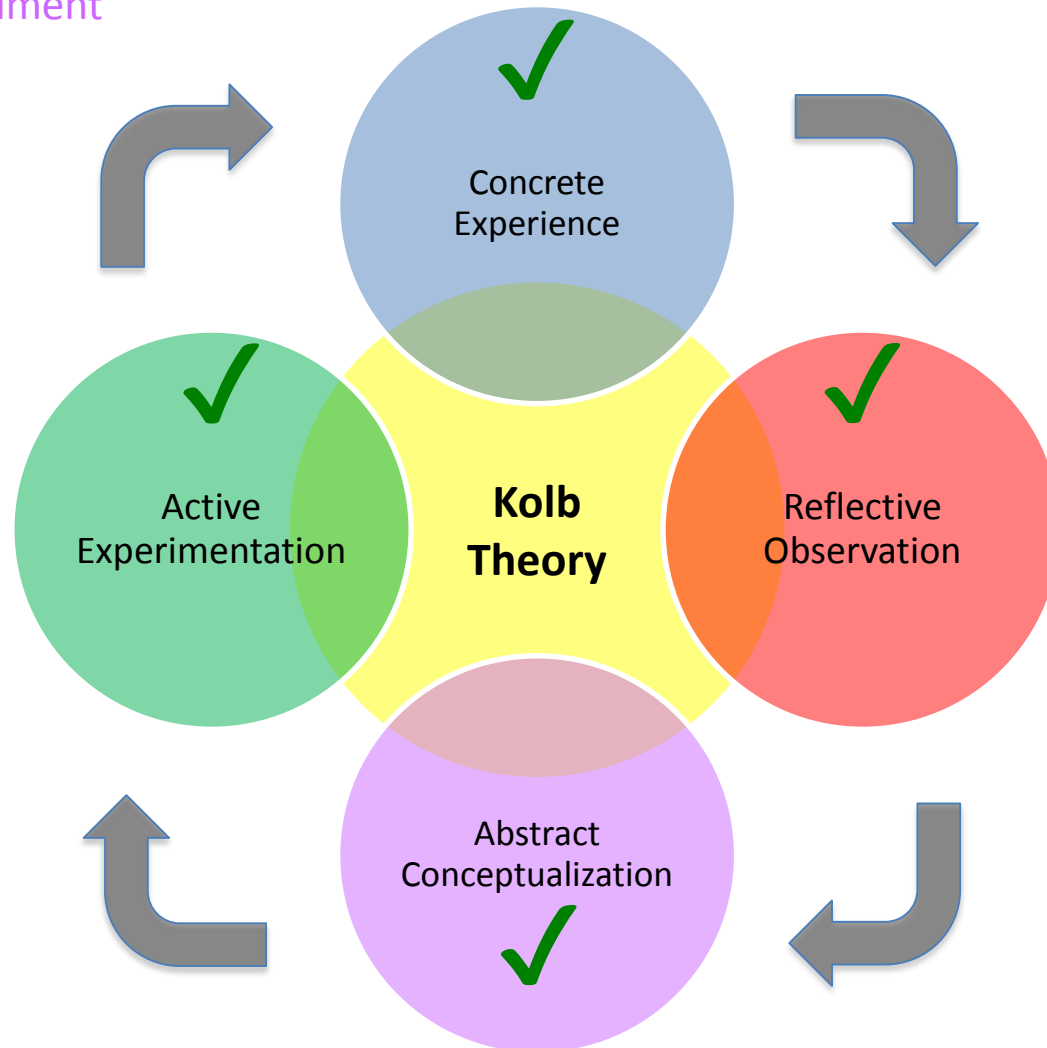 Concrete
Experience
Active
Experimentation
Kolb
Theory
Reflective
Observation
Abstract
Conceptualization